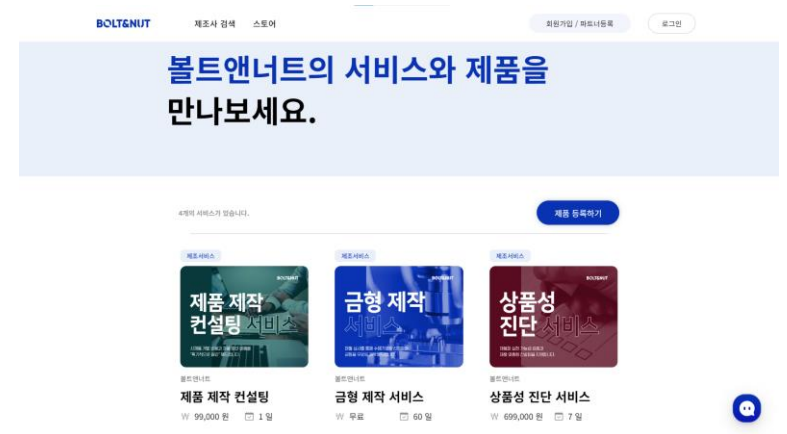 BOLT&NUT
제조사 검색 스토어
회원가입 / 파트너등록
로그인
볼트앤너트의 서비스와 제품을
만나보세요.
4개의 서비스가 있습니다.
제품 등록하기
제조서비스
BOLT&NUT
제품 제작
컨설팅 서비스
볼트앤너트
제품 제작 컨설팅
₩ 99,000 원 1 일
제조서비스
BOLT&NUT
금형 제작
서비스
볼트앤너트
금형 제작 서비스
₩ 무료 60 일
제조서비스
BOLT&NUT
상품성
진단 서비스
볼트앤너트
상품성 진단 서비스
₩ 699,000 원 7 일